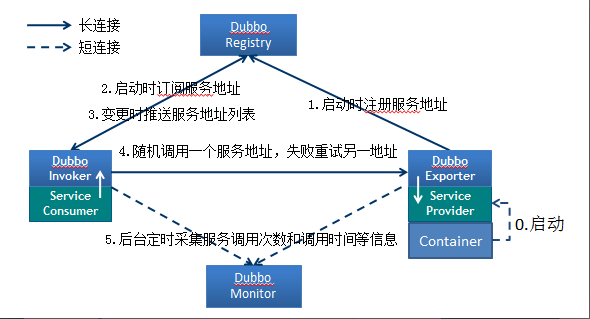 长连接
短连接
Dubbo
Registry
2.启动时订阅服务地址
3.变更时推送服务地址列表
1.启动时注册服务地址
4.随机调用一个服务地址，失败重试另一地址
Dubbo
Invoker
Service
Consumer
Dubbo
Exporter
Service
Provider
Container
0.启动
5.后台定时采集服务调用次数和调用时间等信息
Dubbo
Monitor